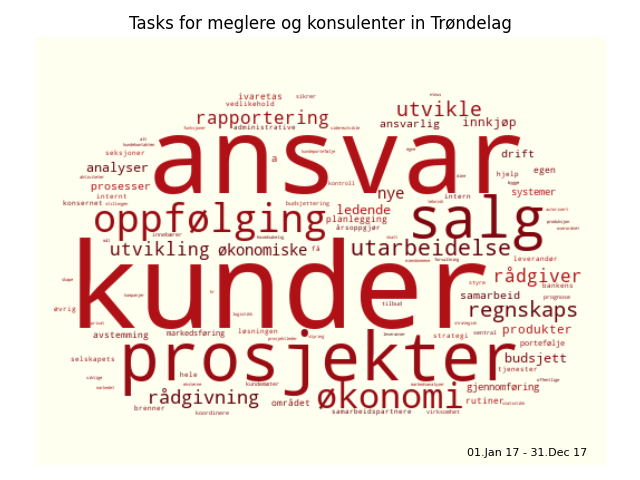 Tasks for meglere og konsulenter in Trøndelag
ivaretas sikrer
vedlikehold
rapportering utvikle
administrative ansvarlig innkjøp
ansvar
seksjoner a drift
analyser hjelp egen
prosesser kontroll nye systemer
internt intern
konsernet budsjettering ledende
oppfølging planlegging salg
årsoppgjør
utvikling økonomiske få utarbeidelse
leverandør
kunder rådgiver
styre bankens
samarbeid prognose
øvrig tilbud regnskaps
avstemming markedsføring løsningen strategi sentral produkter
portefølje
prosjekter budsjett
selskapets tjenester
hele kundemøter gjennomføring
rådgivning økonomi rutiner
brenner området
koordinere samarbeidspartnere virksomhet
01.Jan 17 - 31.Dec 17